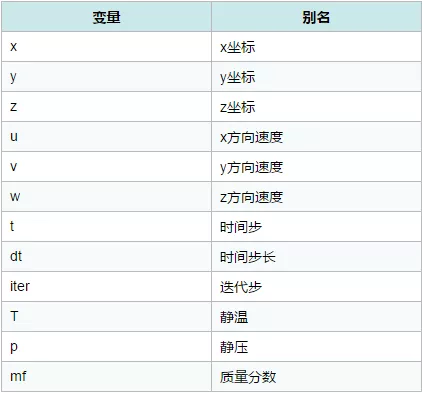 变量 别名
x x坐标
y y坐标
z z坐标
u x方向速度
v y方向速度
w z方向速度
t 时间步
dt 时间步长
iter 迭代步
T 静温
p 静压
mf 质量分数